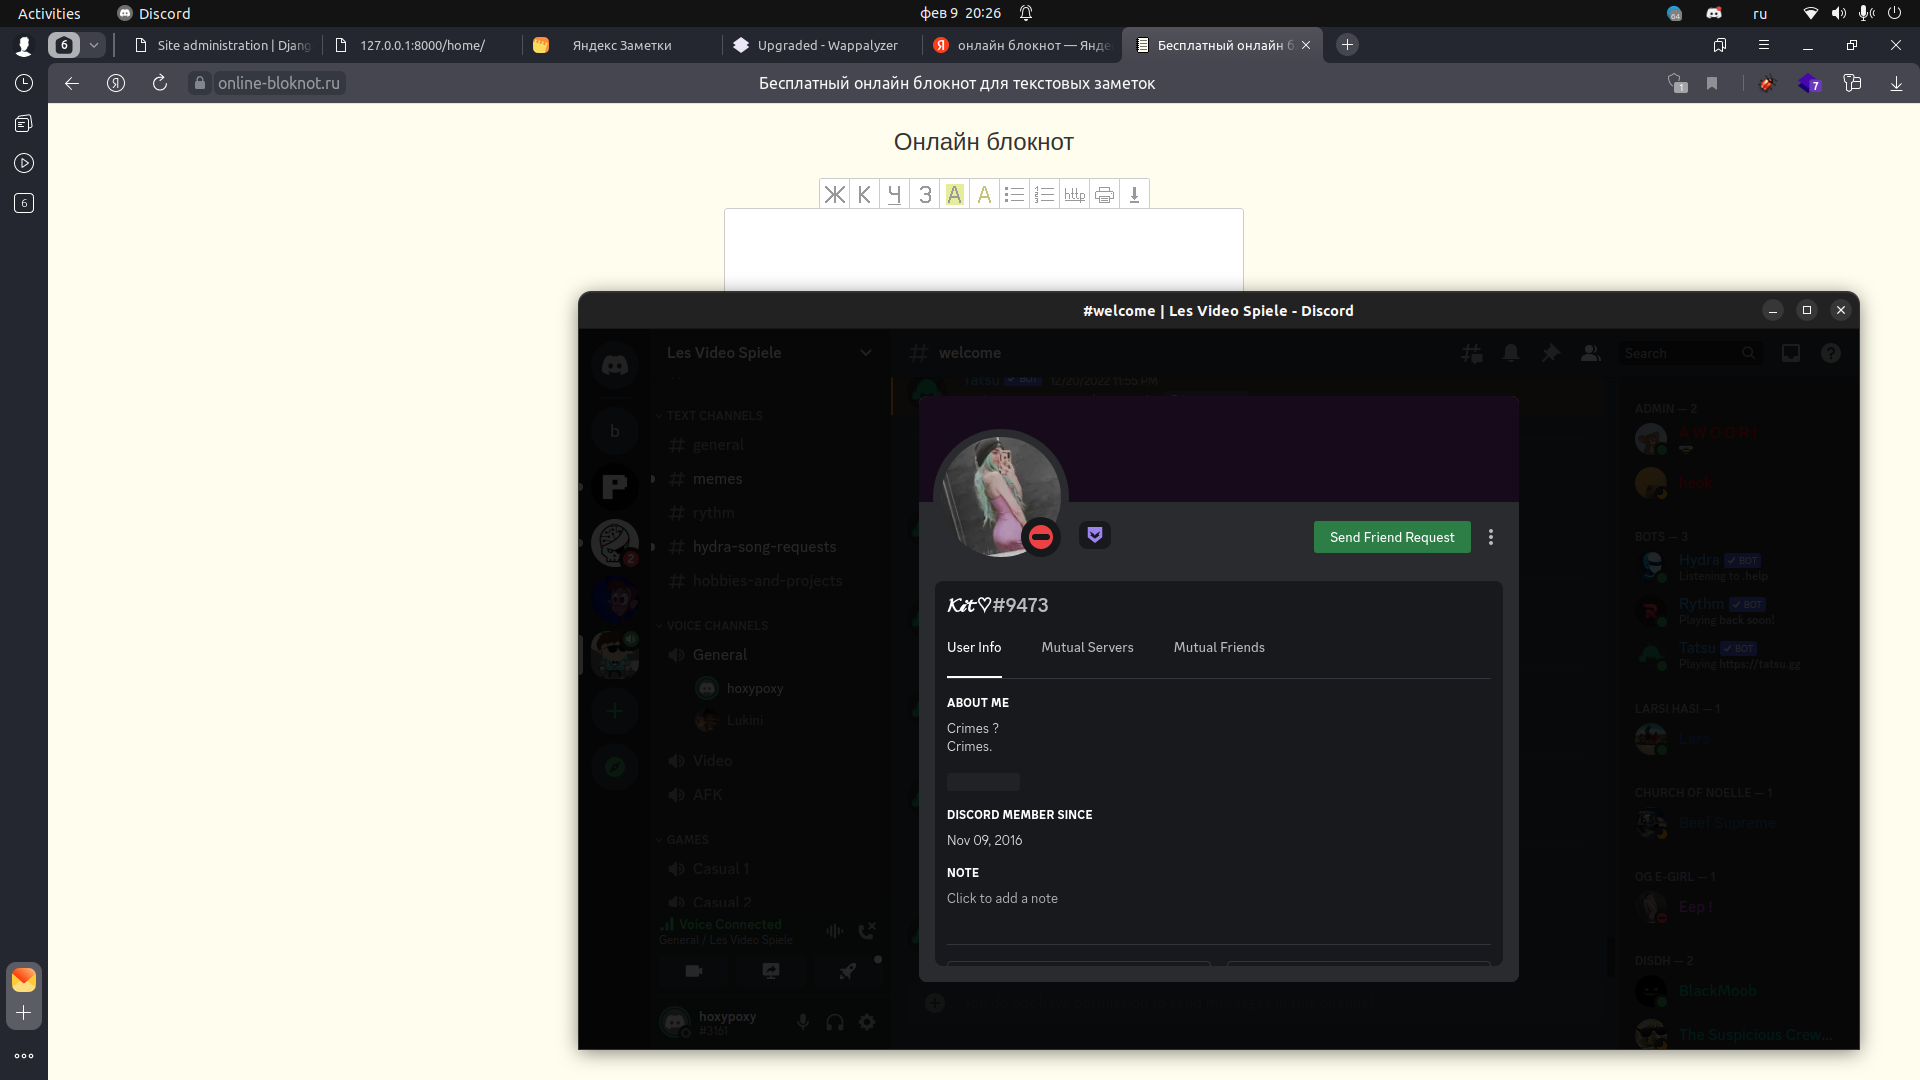 Activities
Discord
фев 9 20:26
ru
6
Site administration | Djang
127.0.0.1:8000/home/
Яндекс Заметки
Upgraded - Wappalyzer
онлайн блокнот — Янде
Бесплатный онлайн б
online-bloknot.ru
Бесплатный онлайн блокнот для текстовых заметок
1
7
6
Онлайн блокнот
Ж К Ч З А А http
#welcome | Les Video Spiele - Discord
Les Video Spiele
welcome
Search
Tatsu BOT 12/20/2022 11:55 PM
TEXT CHANNELS
general
memes
rythm
hydra-song-requests
hobbies-and-projects
VOICE CHANNELS
General
hoxypoxy
Lukini
Video
AFK
GAMES
Casual 1
Casual 2
Voice Connected
General / Les Video Spiele
hoxypoxy
#3161
b
2
Send Friend Request
Kit♡#9473
User Info
Mutual Servers
Mutual Friends
ABOUT ME
Crimes ?
Crimes.
DISCORD MEMBER SINCE
Nov 09, 2016
NOTE
Click to add a note
ADMIN — 2
BOTS — 3
Hydra BOT
Listening to .help
Rythm BOT
Playing back soon!
Tatsu BOT
Playing https://tatsu.gg
LARSI HASI — 1
Lars
CHURCH OF NOELLE — 1
Beef Supreme
OG E-GIRL — 1
Eep !
DISDH — 2
BlackMoob
The Suspicious Crew...